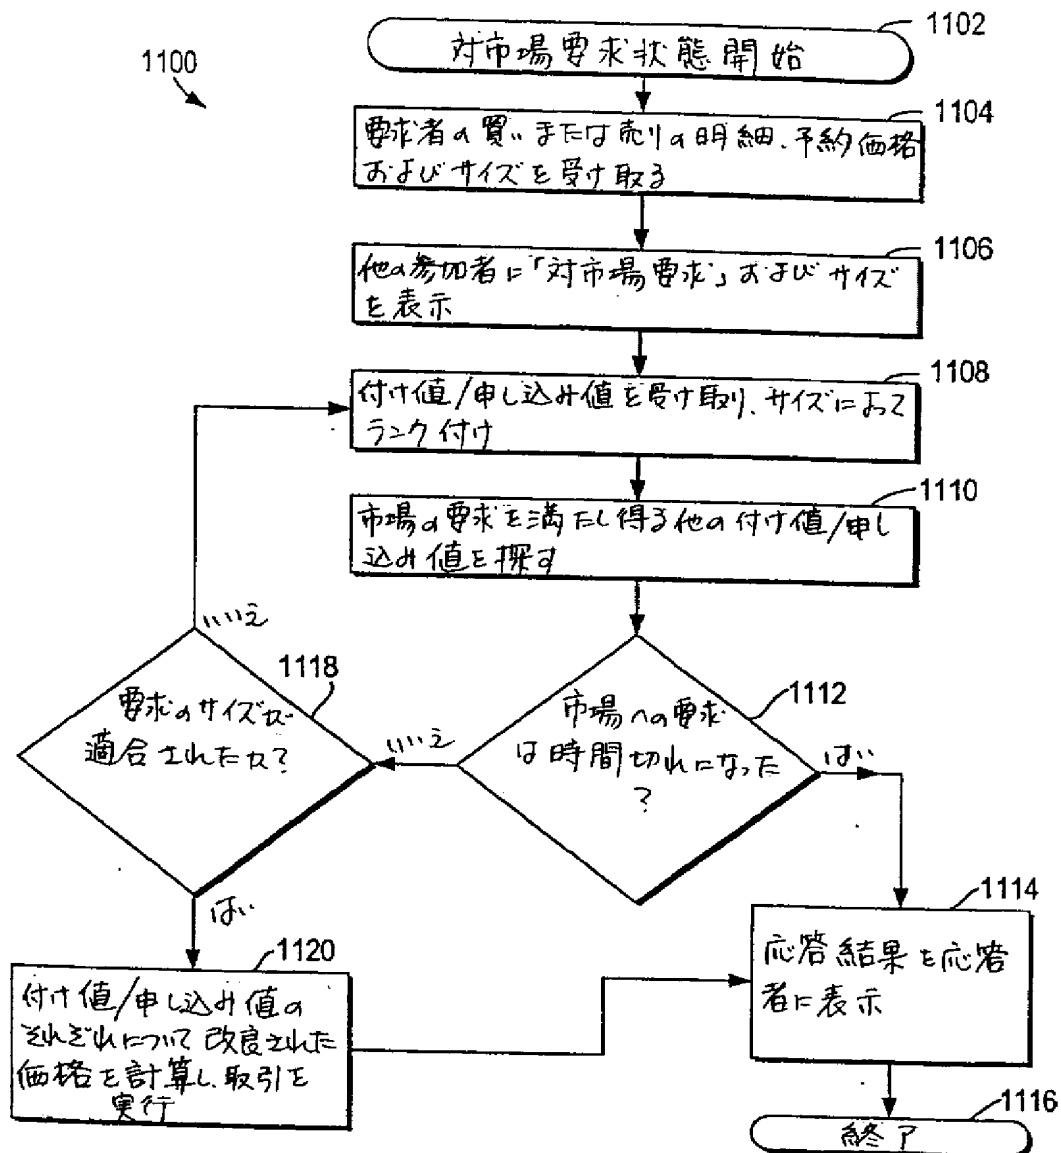 1100
1102
対市場要求状態開始
1104
要求者の買いまたは売りの明細、予約価格
およびサイズを受け取る
1106
他の参加者に「対市場要求」およびサイズ
を表示
1108
付け値/申し込み値を受け取り、サイズによって
ランク付け
1110
市場の要求を満たし得る他の付け値/申し
込み値を探す
1112
市場への要求
は時間切れになった
?
はい
いいえ
1118
要求のサイズが
適合されたか?
いいえ
はい
1120
付け値/申し込み値の
それぞれについて改良された
価格を計算し、取引を
実行
1114
応答結果を応答
者に表示
1116
終了